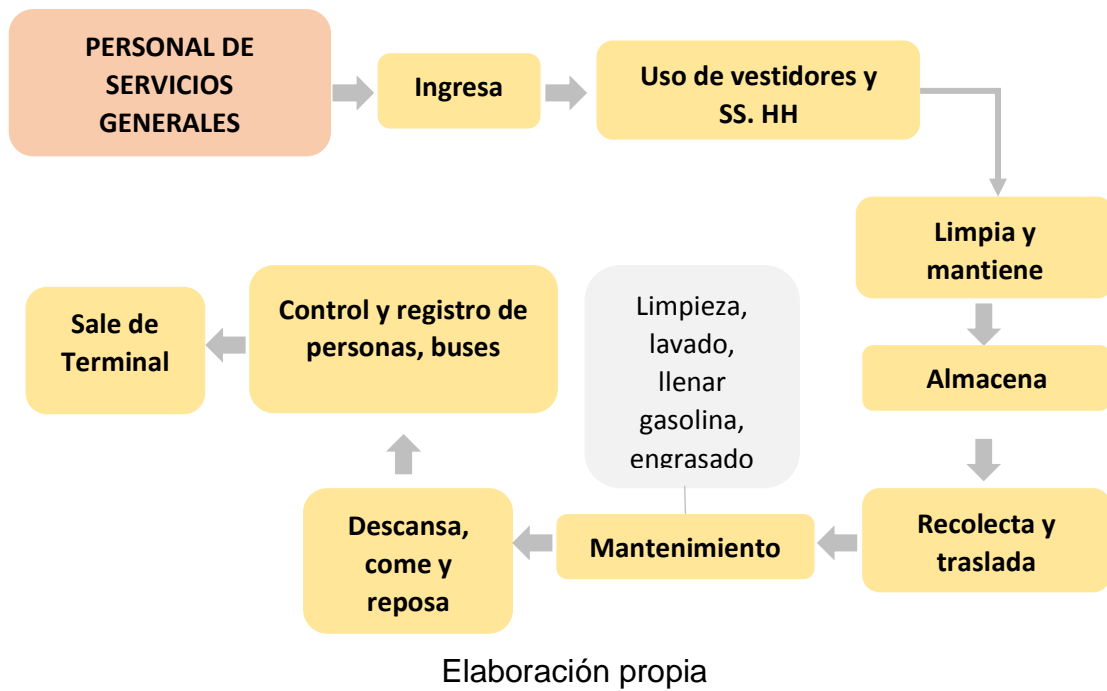 PERSONAL DE
SERVICIOS
GENERALES
Ingresa
Uso de vestidores y
SS. HH
Limpia y
mantiene
Almacena
Recolecta y
traslada
Mantenimiento
Limpieza,
lavado,
llenar
gasolina,
engrasado
Descansa,
come y
reposa
Control y registro de
personas, buses
Sale de
Terminal
Elaboración propia